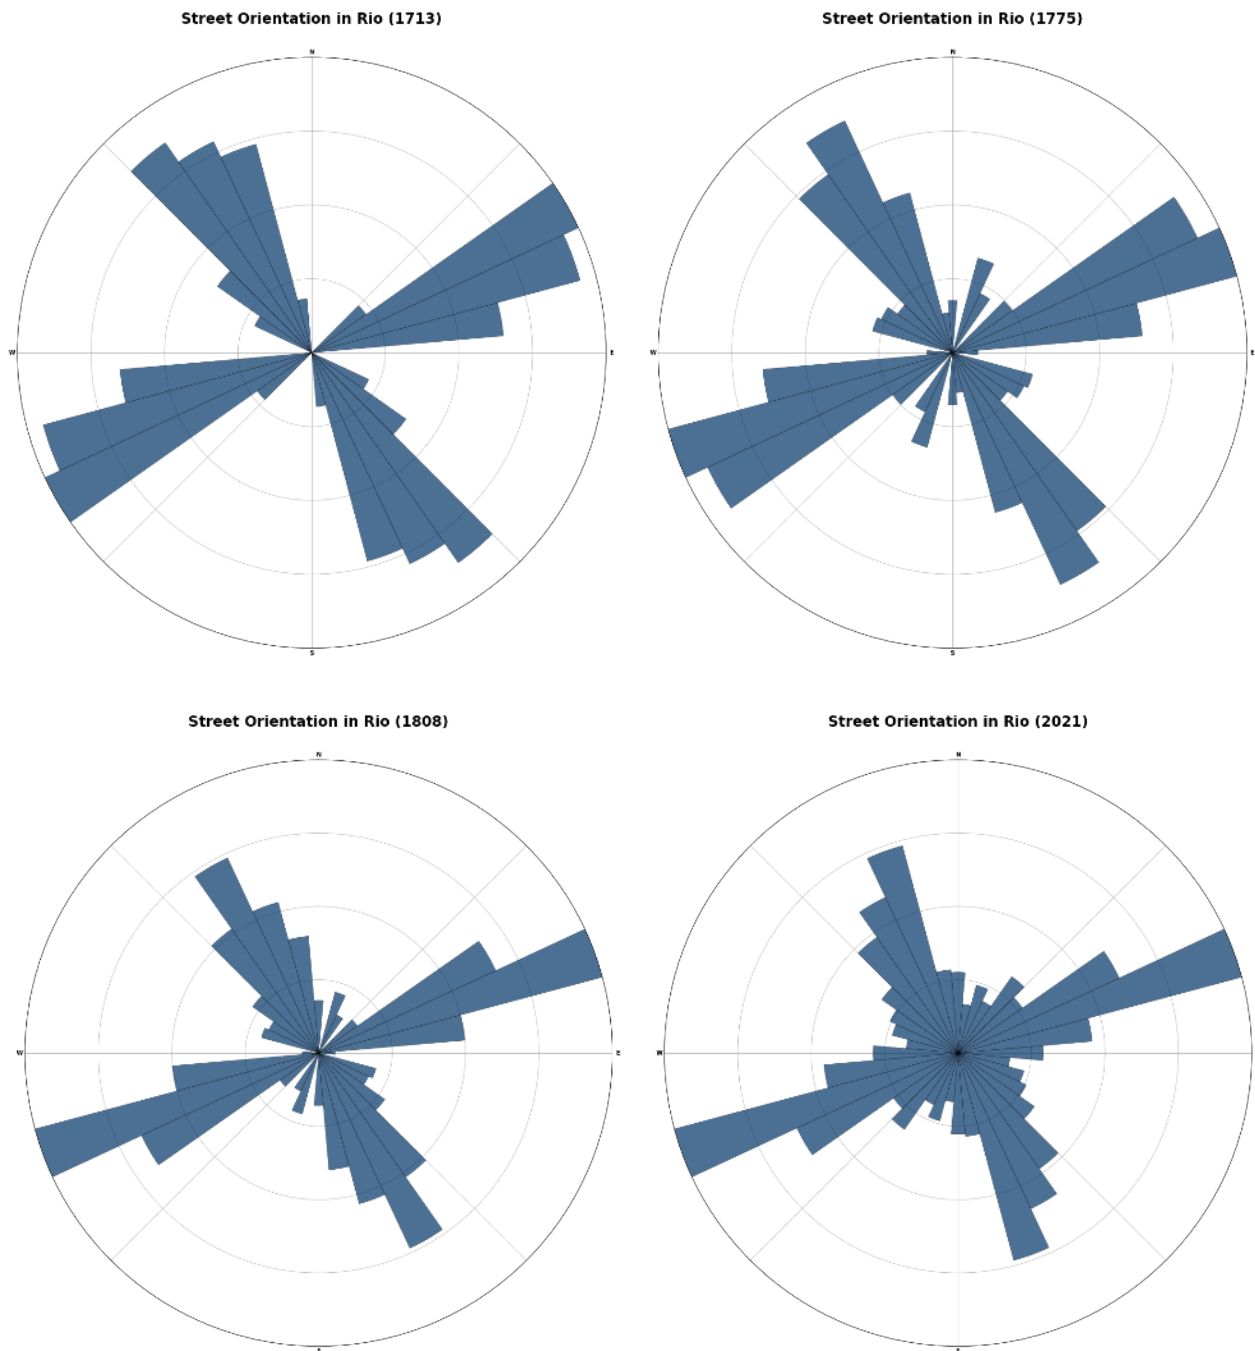 Street Orientation in Rio (1713)
N
W
E
S
Street Orientation in Rio (1775)
N
W
E
S
Street Orientation in Rio (1808)
N
W
E
Street Orientation in Rio (2021)
N
W
E